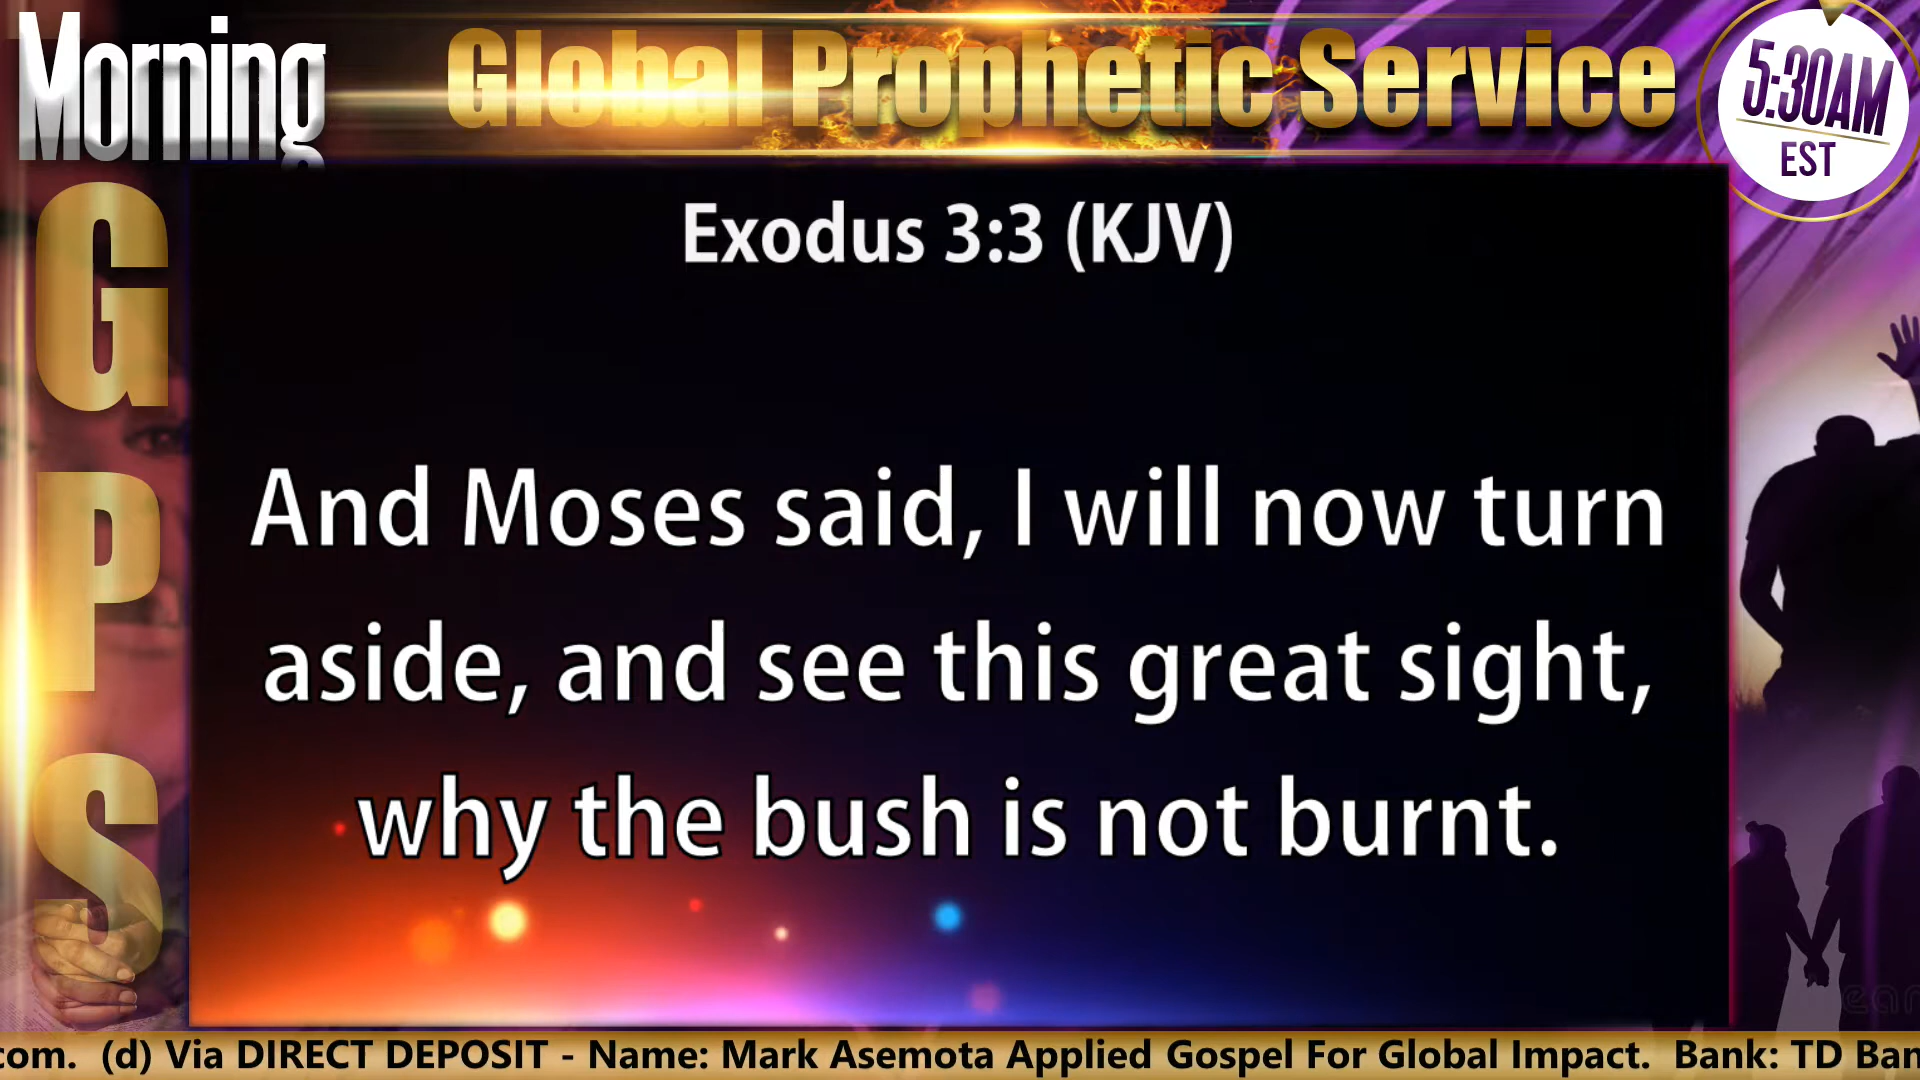 Morning
Global Prophetic Service
5:30AM
EST
G
P
S
Exodus 3:3 (KJV)
And Moses said, I will now turn
aside, and see this great sight,
why the bush is not burnt.
com. (d) Via DIRECT DEPOSIT - Name: Mark Asemota Applied Gospel For Global Impact. Bank: TD Ban